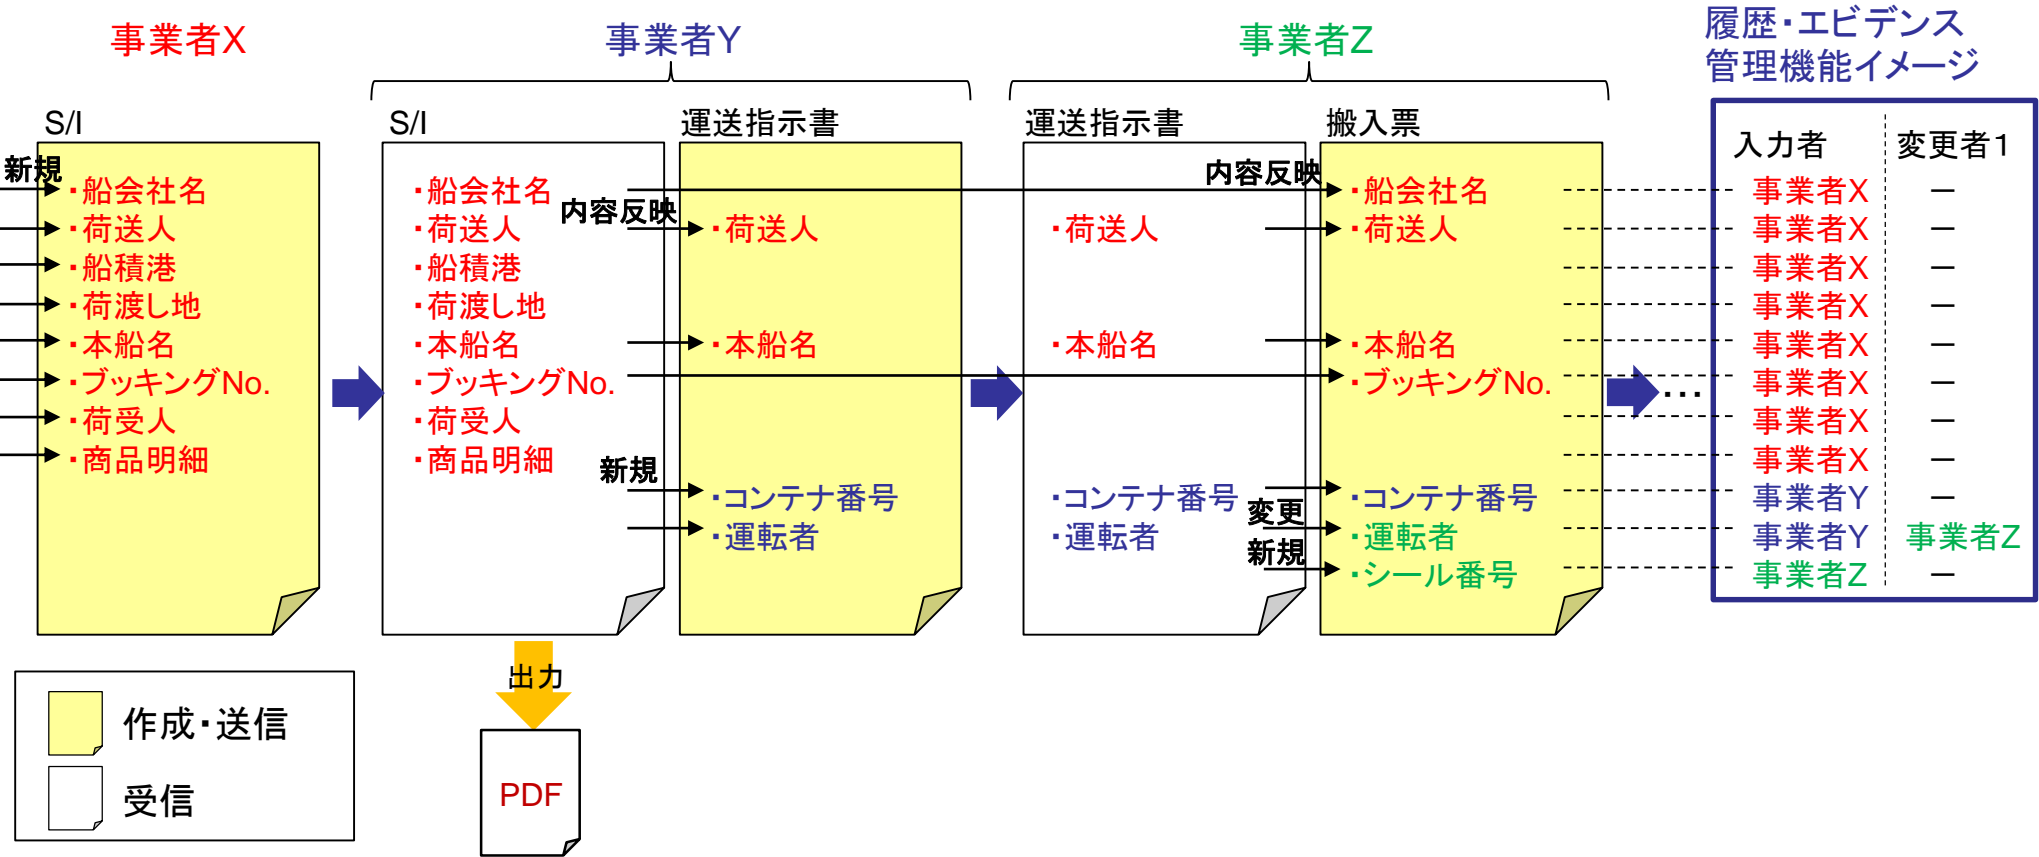 事業者X
事業者Y
事業者Z
履歴・エビデンス
管理機能イメージ
S/I
新規
・船会社名
・荷送人
・船積港
・荷渡し地
・本船名
・ブッキングNo.
・荷受人
・商品明細
S/I
・船会社名
・荷送人
・船積港
・荷渡し地
・本船名
・ブッキングNo.
・荷受人
・商品明細
運送指示書
内容反映
・荷送人
・本船名
新規
・コンテナ番号
・運転者
運送指示書
・荷送人
・本船名
・コンテナ番号
・運転者
搬入票
内容反映
・船会社名
・荷送人
・本船名
・ブッキングNo.
・コンテナ番号
変更
・運転者
新規
・シール番号
・・・
入力者 変更者1
事業者X ー
事業者X ー
事業者X ー
事業者X ー
事業者X ー
事業者X ー
事業者X ー
事業者X ー
事業者Y ー
事業者Y 事業者Z
事業者Z ー
出力
PDF
作成・送信
受信